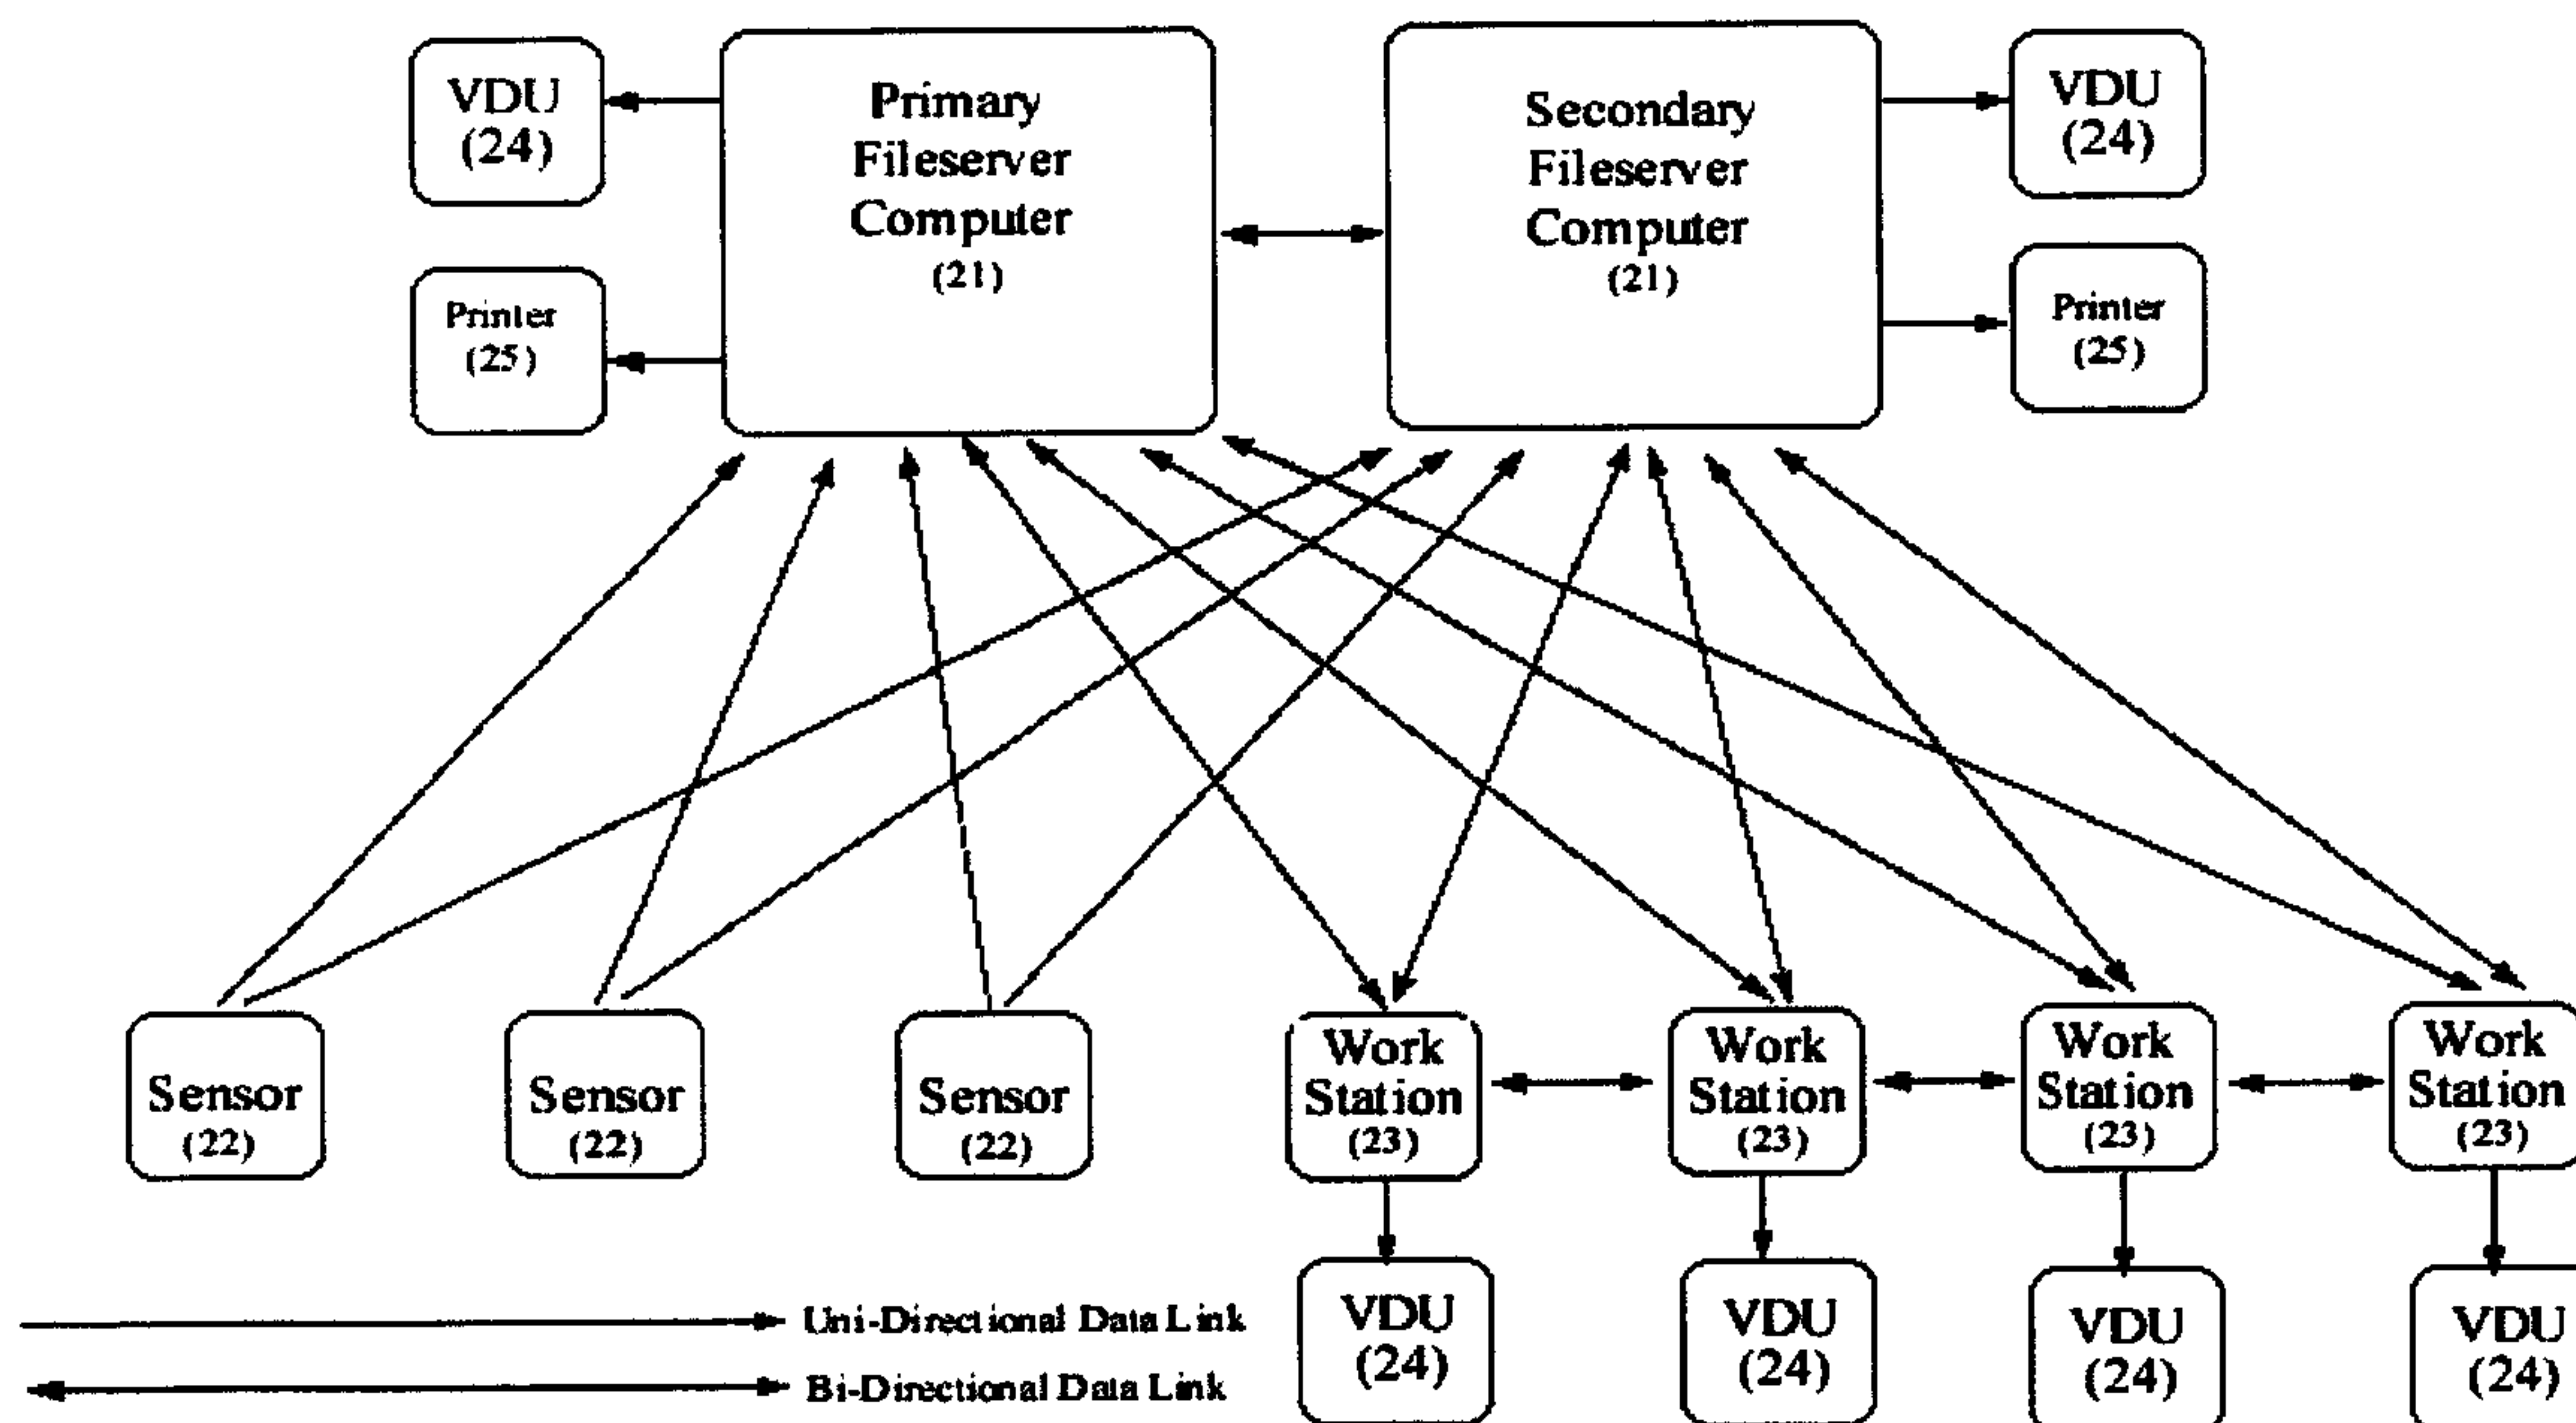 VDU
(24)
Primary
Fileserver
Computer
(21)
Secondary
Fileserver
Computer
(21)
VDU
(24)
Printer
(25)
Printer
(25)
Sensor
(22)
Sensor
(22)
Sensor
(22)
Work
Station
(23)
Work
Station
(23)
Work
Station
(23)
Work
Station
(23)
Uni-Directional Data Link
Bi-Directional Data Link
VDU
(24)
VDU
(24)
VDU
(24)
VDU
(24)